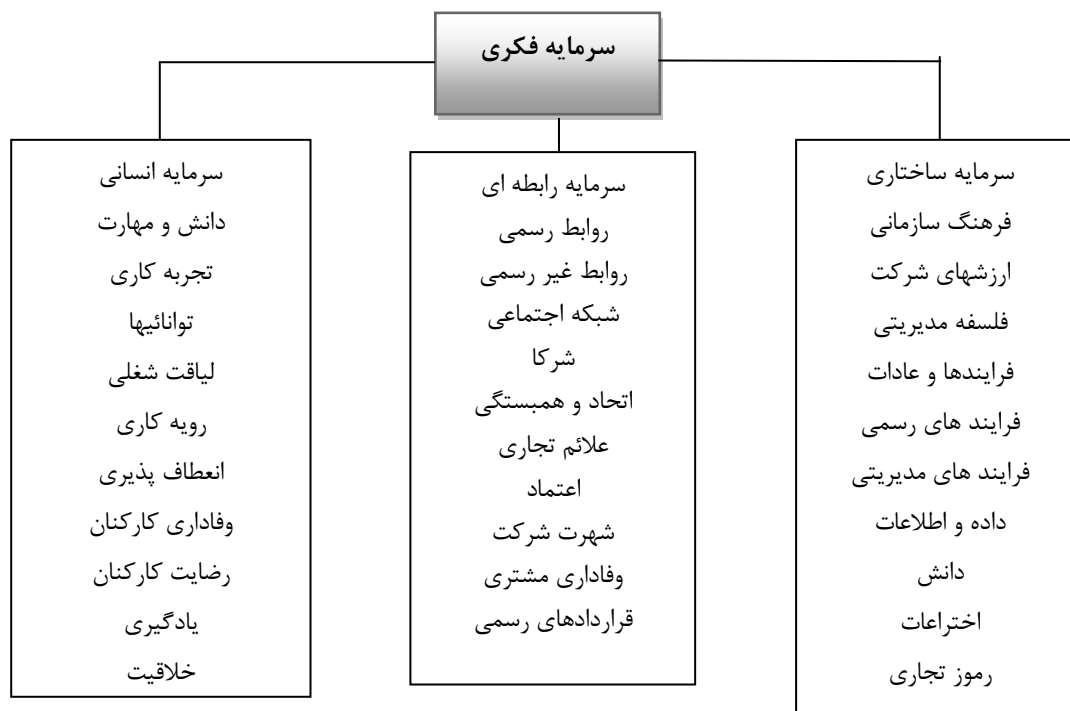 سرمایه فکری
سرمایه ساختاری
فرهنگ سازمانی
ارزشهای شرکت
فلسفه مدیریتی
فرایندها و عادات
فرایند های رسمی
فرایند های مدیریتی
داده و اطلاعات
دانش
اختراعات
رموز تجاری
سرمایه رابطه ای
روابط رسمی
روابط غیر رسمی
شبکه اجتماعی
شرکا
اتحاد و همبستگی
علائم تجاری
اعتماد
شهرت شرکت
وفاداری مشتری
قراردادهای رسمی
سرمایه انسانی
دانش و مهارت
تجربه کاری
توانائیها
لیاقت شغلی
رویه کاری
انعطاف پذیری
وفاداری کارکنان
رضایت کارکنان
یادگیری
خلاقیت